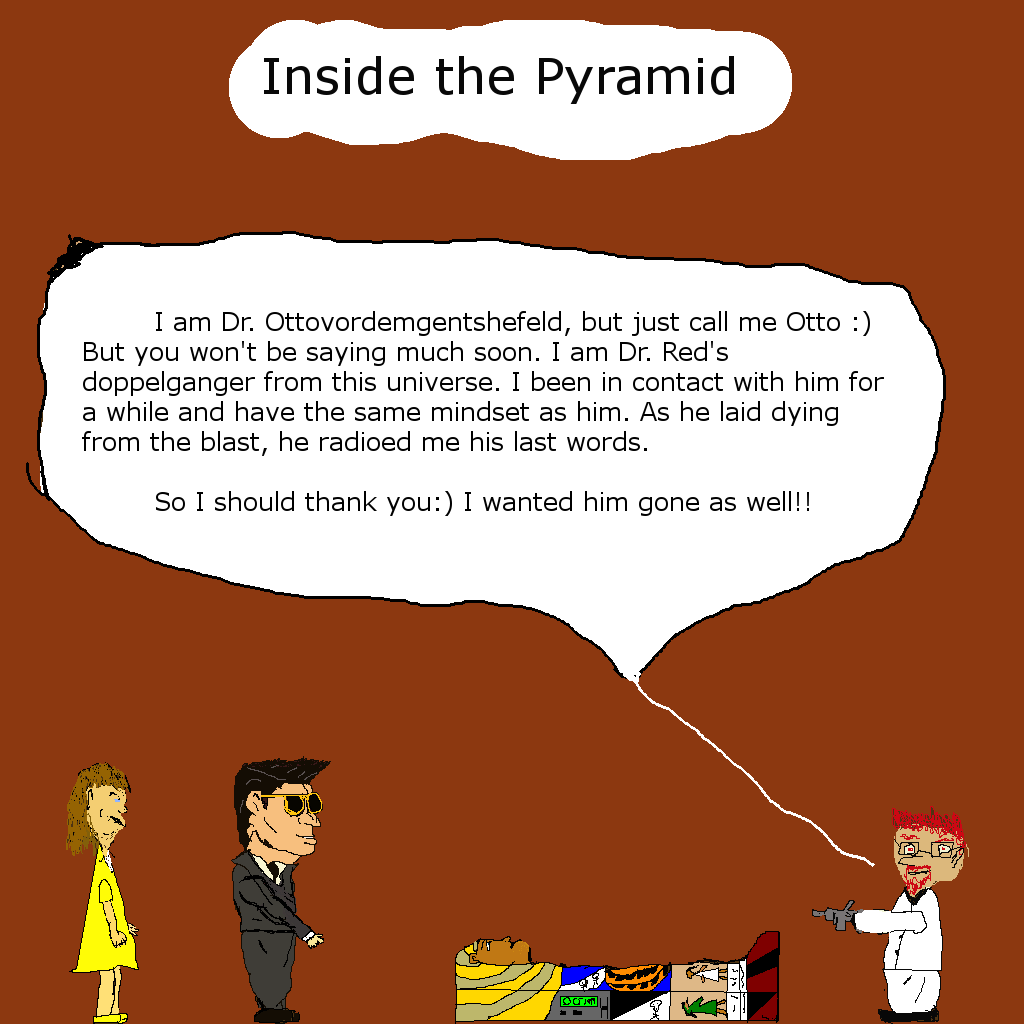 Inside the Pyramid
I am Dr. Ottovordemgentshefeld, but just call me Otto :)
But you won't be saying much soon. I am Dr. Red's
doppelganger from this universe. I been in contact with him for
a while and have the same mindset as him. As he laid dying
from the blast, he radioed me his last words.
So I should thank you:) I wanted him gone as well!!